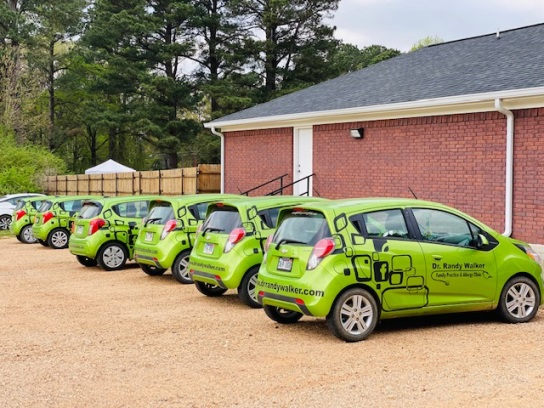 Dr. Randy Walker
Family Practice & Allergy Clinic
.drrandywalker.com